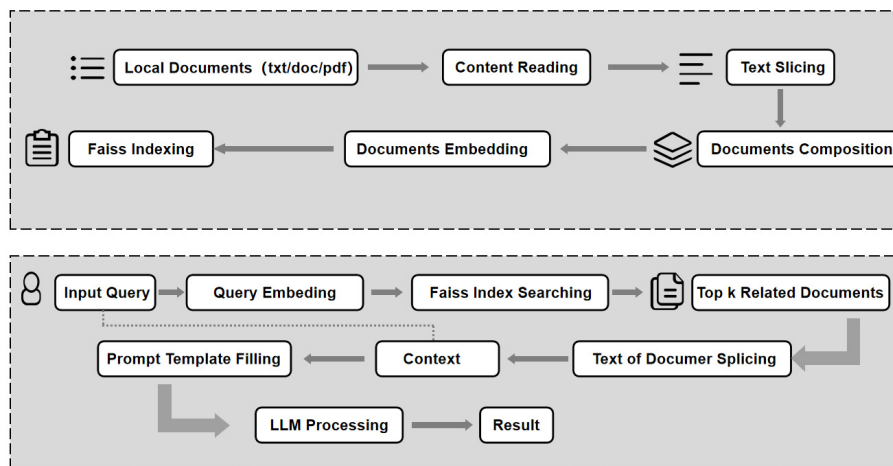 Local Documents（txt/doc/pdf）
Content Reading
Text Slicing
Documents Composition
Documents Embedding
Faiss Indexing
Input Query
Query Embeding
Faiss Index Searching
Top k Related Documents
Text of Documer Splicing
Context
Prompt Template Filling
LLM Processing
Result